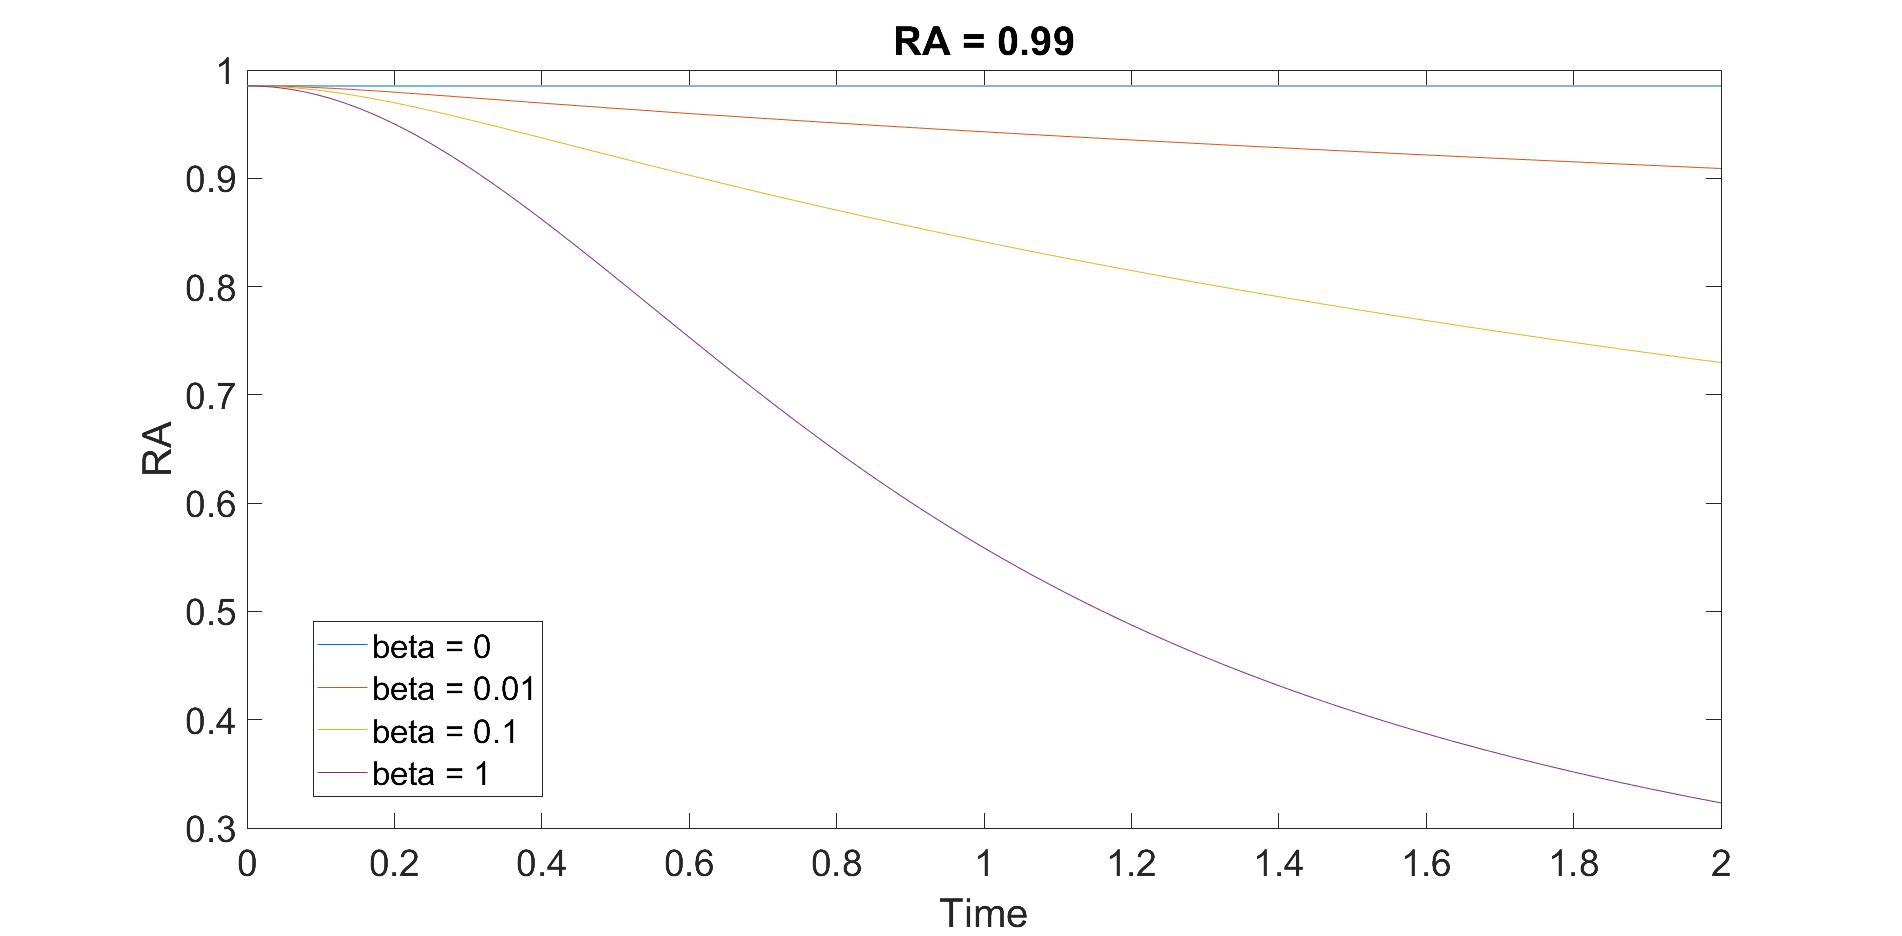 RA = 0.99
1
0.9
0.8
0.7
0.6
0.5
0.4
0.3
RA
beta = 0
beta = 0.01
beta = 0.1
beta = 1
0 0.2 0.4 0.6 0.8 1 1.2 1.4 1.6 1.8 2
Time